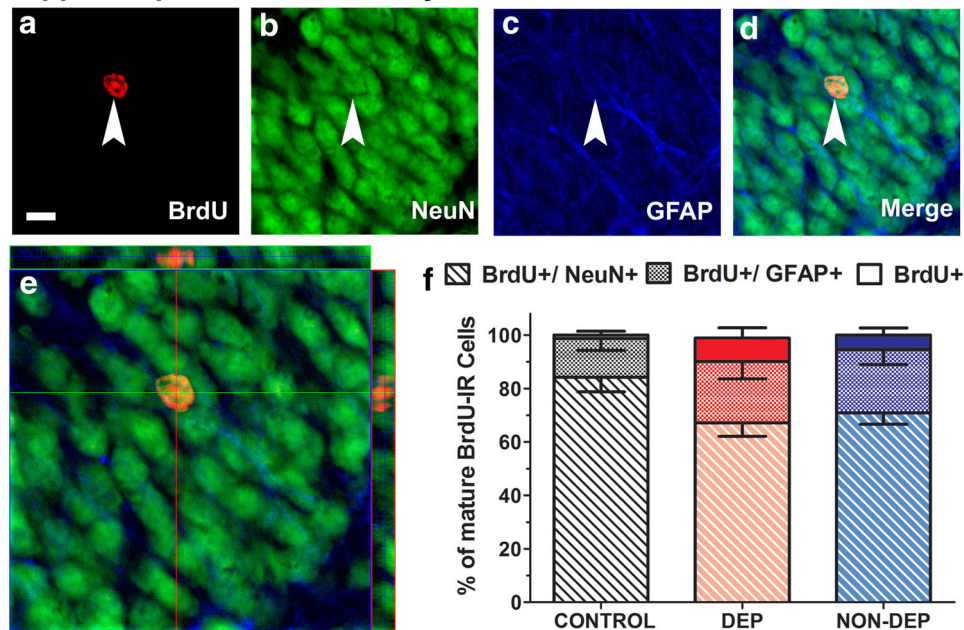 a
b
c
d
BrdU
NeuN
GFAP
Merge
e
f
BrdU+/ NeuN+ BrdU+/ GFAP+ BrdU+
% of mature BrdU-IR Cells
100
80
60
40
20
0
CONTROL DEP NON-DEP